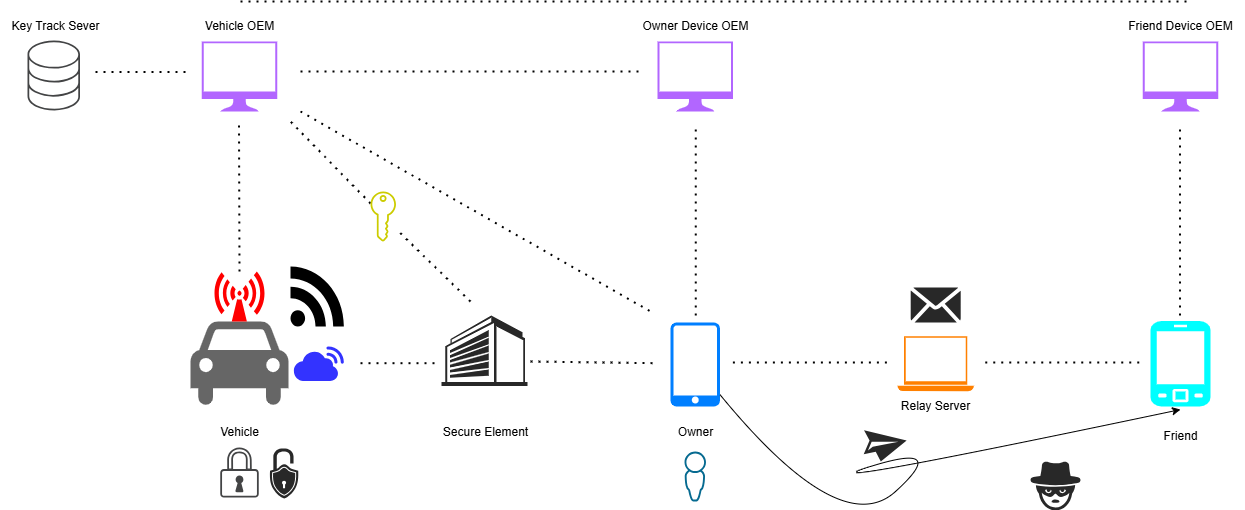 Key Track Sever
Vehicle OEM
Owner Device OEM
Friend Device OEM
Relay Server
Vehicle
Secure Element
Owner
Friend